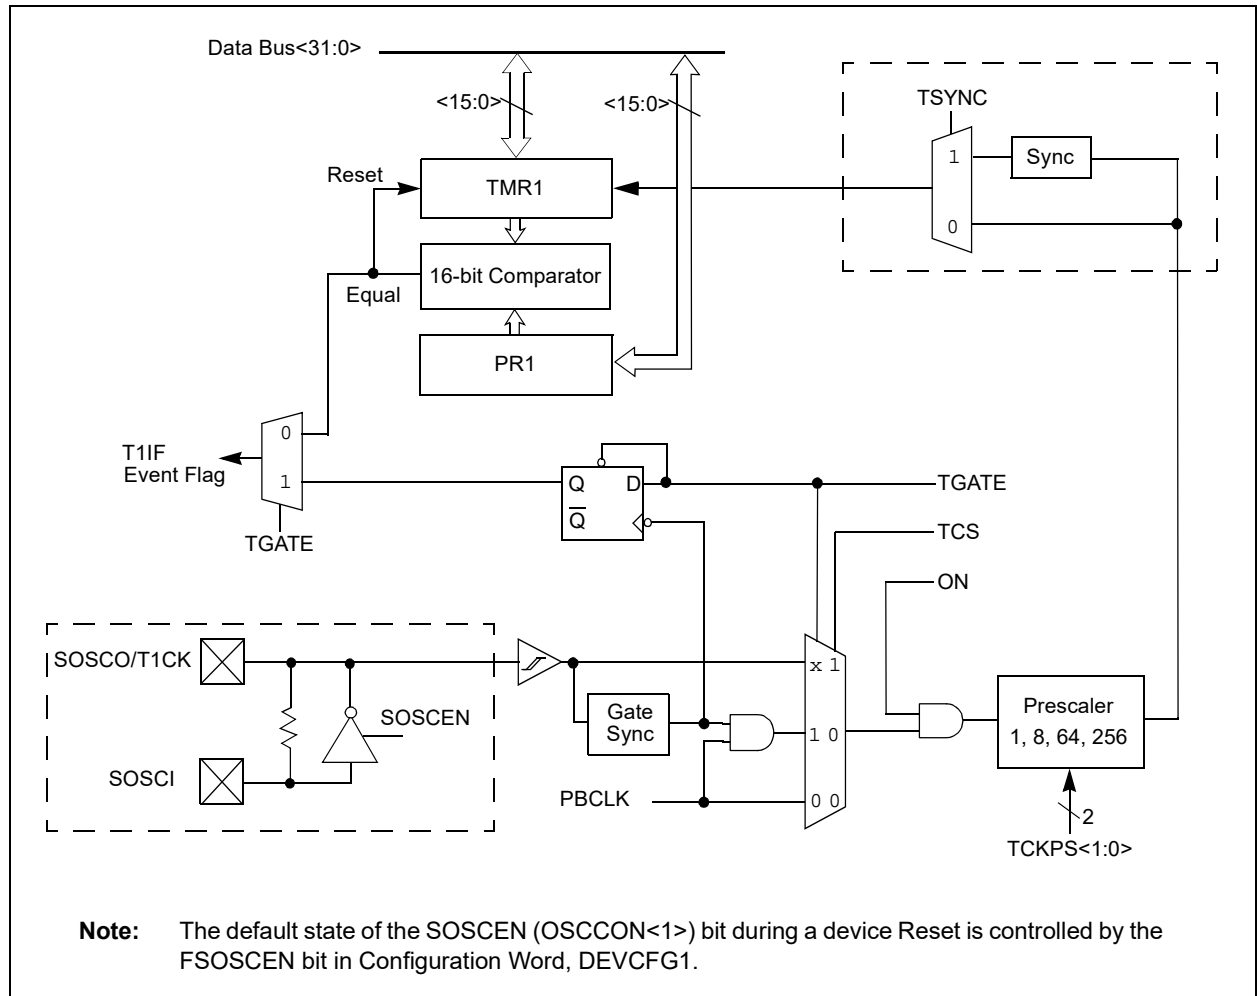 Data Bus<31:0>
<15:0>
<15:0>
TSYNC
1
Sync
Reset
TMR1
0
16-bit Comparator
Equal
PR1
0
T1IF
Event Flag
1
TGATE
Q
D
Q̅
TGATE
TCS
ON
SOSCO/T1CK
SOSCEN
SOSCI
x 1
Gate
Sync
1 0
PBCLK
0 0
Prescaler
1, 8, 64, 256
2
TCKPS<1:0>
Note: The default state of the SOSCEN (OSCCON<1>) bit during a device Reset is controlled by the
FSOSCEN bit in Configuration Word, DEVCFG1.